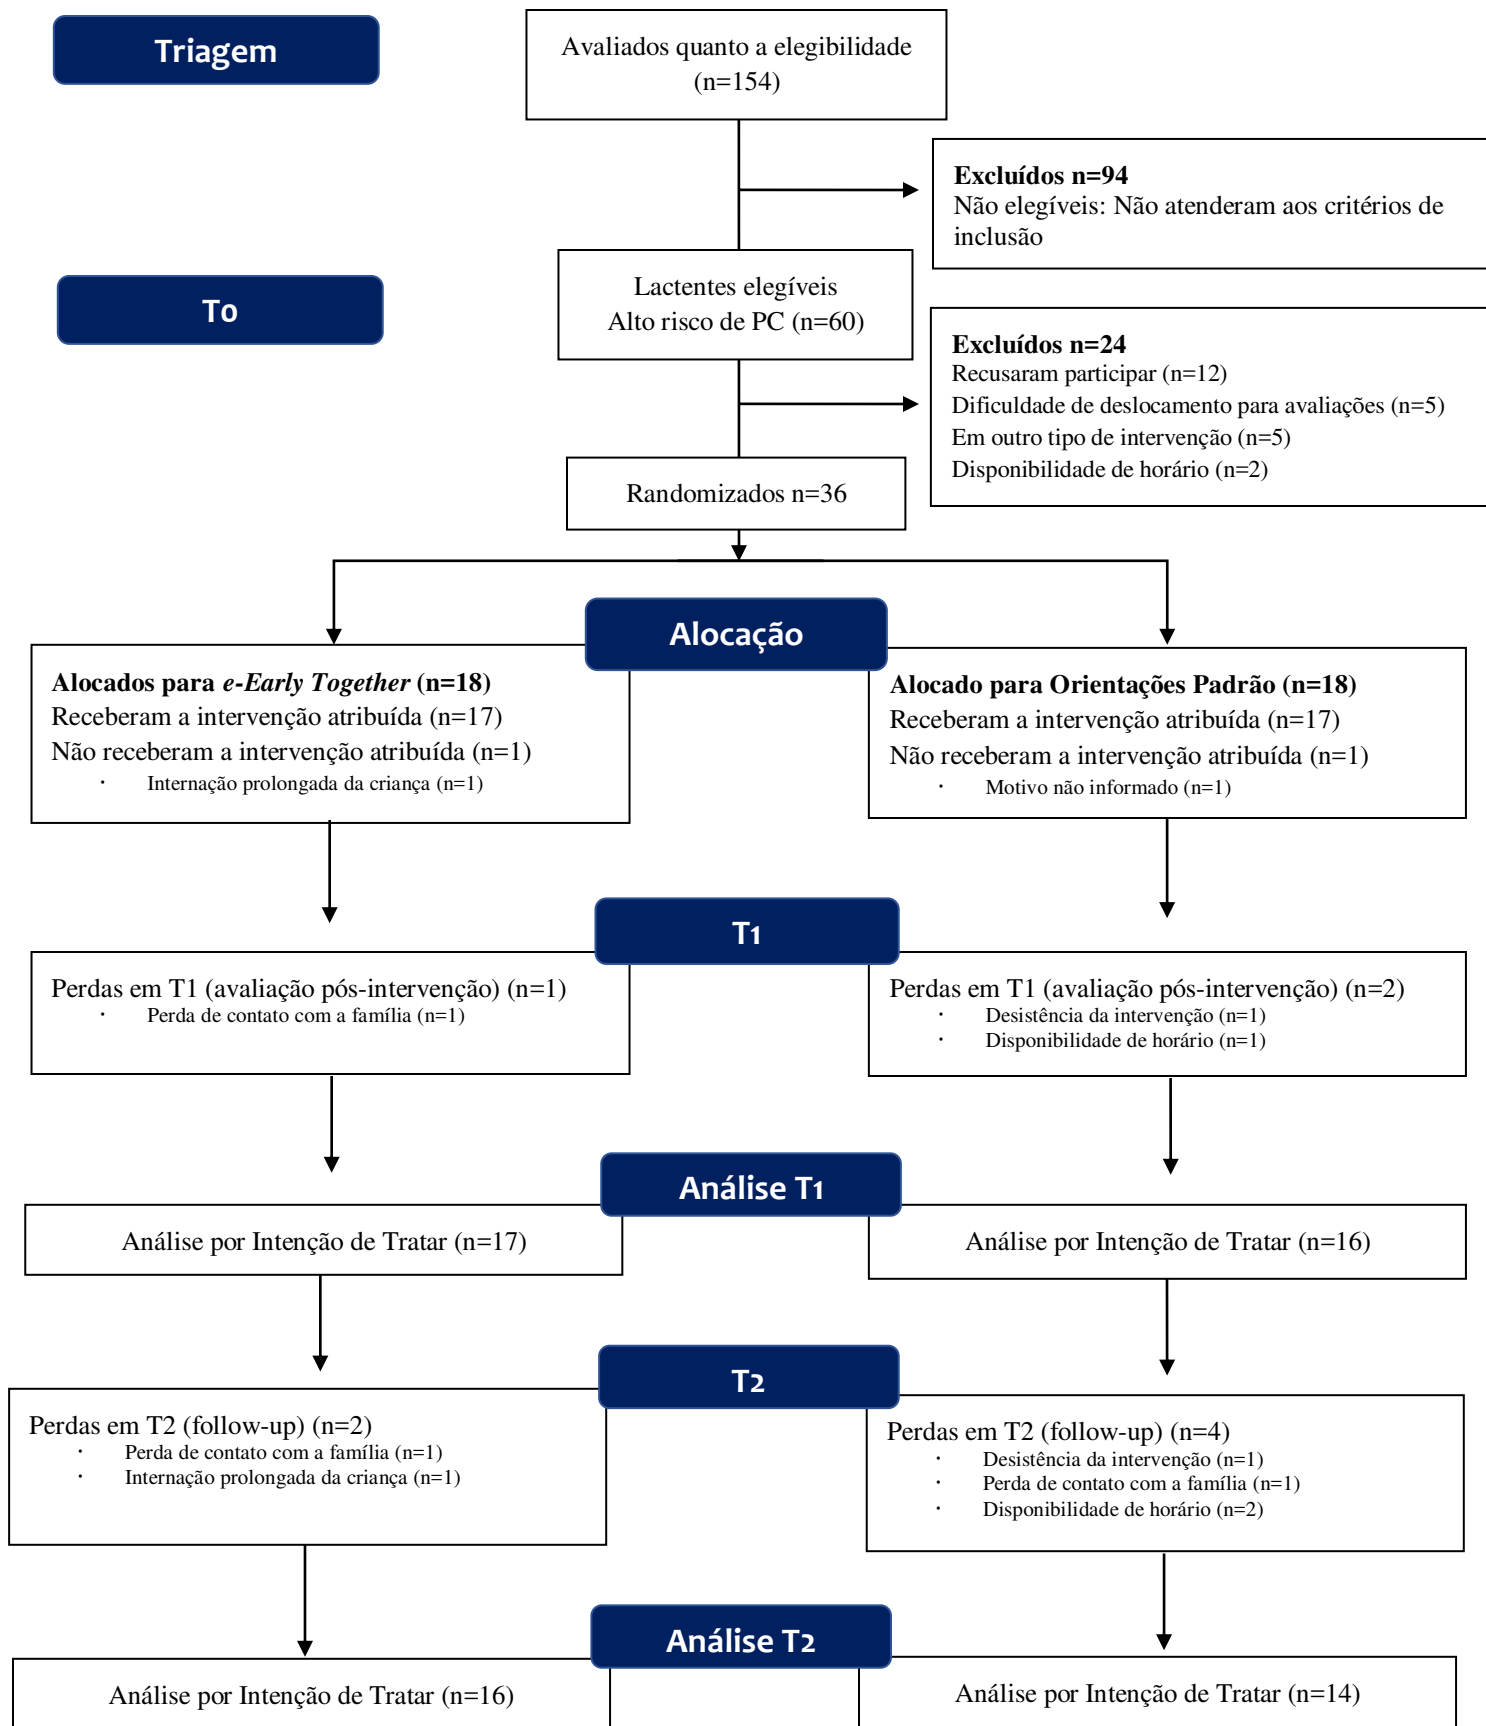 Triagem
Avaliados quanto a elegibilidade
(n=154)
Excluídos n=94
Não elegíveis: Não atenderam aos critérios de
inclusão
To
Lactentes elegíveis
Alto risco de PC (n=60)
Excluídos n=24
Recusaram participar (n=12)
Dificuldade de deslocamento para avaliações (n=5)
Em outro tipo de intervenção (n=5)
Disponibilidade de horário (n=2)
Randomizados n=36
Alocação
Alocados para e-Early Together (n=18)
Receberam a intervenção atribuída (n=17)
Não receberam a intervenção atribuída (n=1)
· Internação prolongada da criança (n=1)
Alocado para Orientações Padrão (n=18)
Receberam a intervenção atribuída (n=17)
Não receberam a intervenção atribuída (n=1)
· Motivo não informado (n=1)
T1
Perdas em T1 (avaliação pós-intervenção) (n=1)
· Perda de contato com a família (n=1)
Perdas em T1 (avaliação pós-intervenção) (n=2)
· Desistência da intervenção (n=1)
· Disponibilidade de horário (n=1)
Análise T1
Análise por Intenção de Tratar (n=17)
Análise por Intenção de Tratar (n=16)
T2
Perdas em T2 (follow-up) (n=2)
· Perda de contato com a família (n=1)
· Internação prolongada da criança (n=1)
Perdas em T2 (follow-up) (n=4)
· Desistência da intervenção (n=1)
· Perda de contato com a família (n=1)
· Disponibilidade de horário (n=2)
Análise T2
Análise por Intenção de Tratar (n=16)
Análise por Intenção de Tratar (n=14)